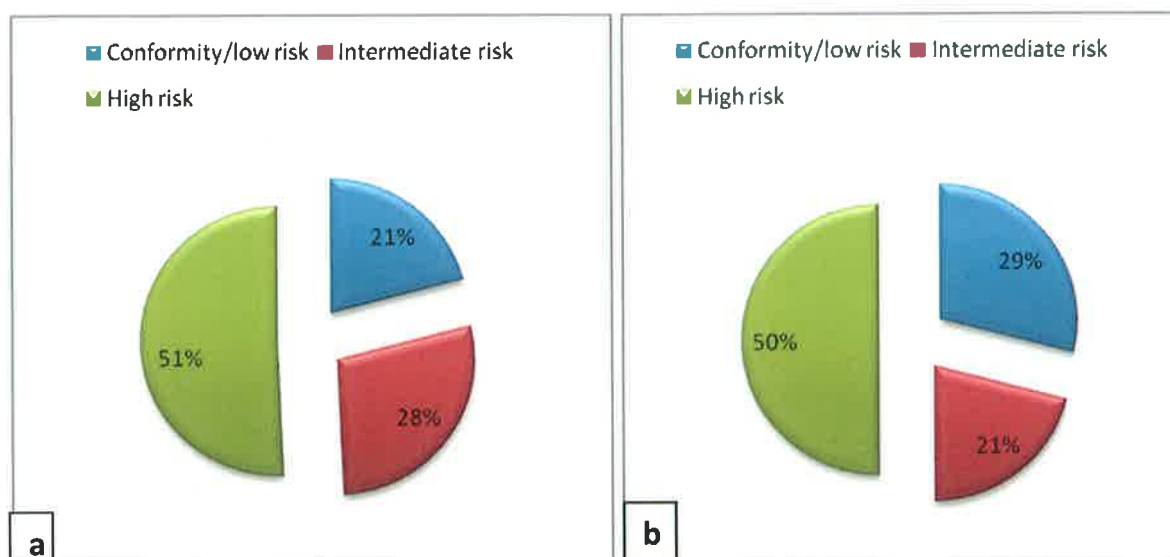 Conformity/low risk Intermediate risk
High risk
21%
51%
28%
a
Conformity/low risk Intermediate risk
High risk
29%
50%
21%
b